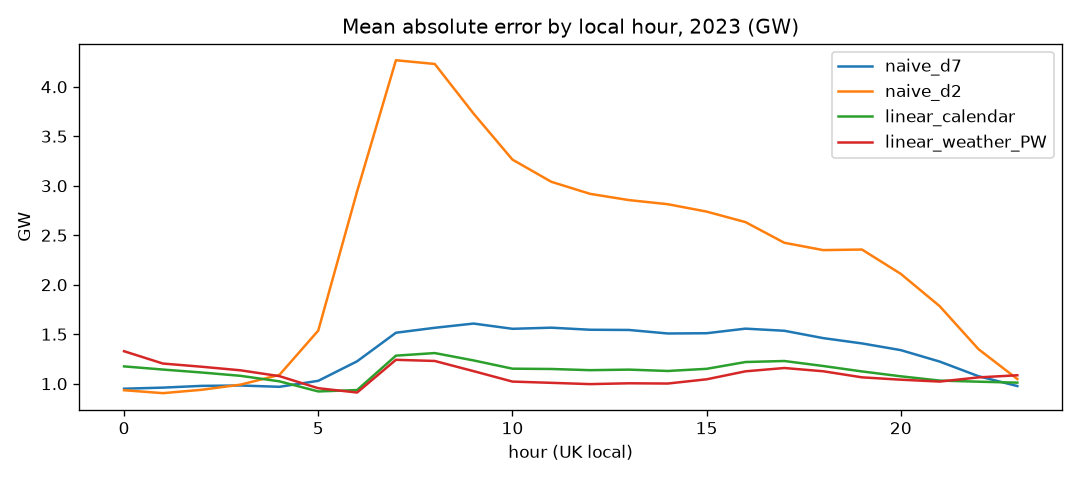 Mean absolute error by local hour, 2023 (GW)
naive_d7
naive_d2
linear_calendar
linear_weather_PW
4.0
3.5
3.0
2.5
2.0
1.5
1.0
GW
0 5 10 15 20
hour (UK local)